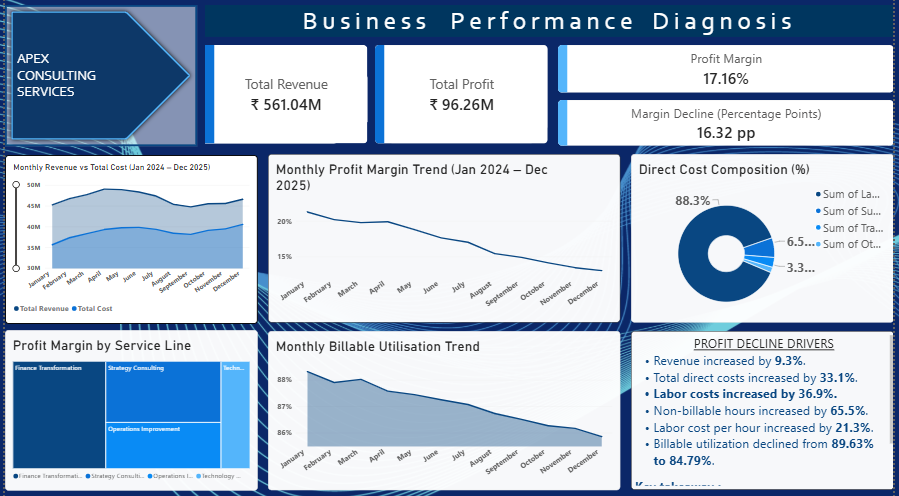 Business Performance Diagnosis
APEX
CONSULTING
SERVICES
Total Revenue
₹ 561.04M
Total Profit
₹ 96.26M
Profit Margin
17.16%
Margin Decline (Percentage Points)
16.32 pp
Monthly Revenue vs Total Cost (Jan 2024 – Dec 2025)
50M
45M
40M
35M
30M
January
February
March
April
May
June
July
August
September
October
November
December
Total Revenue
Total Cost
Monthly Profit Margin Trend (Jan 2024 – Dec
2025)
20%
15%
January
February
March
April
May
June
July
August
September
October
November
December
Direct Cost Composition (%)
88.3%
6.5...
3.3...
Sum of La...
Sum of Su...
Sum of Tra...
Sum of Ot...
Profit Margin by Service Line
Finance Transformation
Strategy Consulting
Techn...
Operations Improvement
Finance Transformati...
Strategy Consulti...
Operations I...
Technology ...
Monthly Billable Utilisation Trend
88%
87%
86%
January
February
March
April
May
June
July
August
September
October
November
December
PROFIT DECLINE DRIVERS
• Revenue increased by 9.3%.
• Total direct costs increased by 33.1%.
• Labor costs increased by 36.9%.
• Non-billable hours increased by 65.5%.
• Labor cost per hour increased by 21.3%.
• Billable utilization declined from 89.63%
to 84.79%.
Key takeaway :